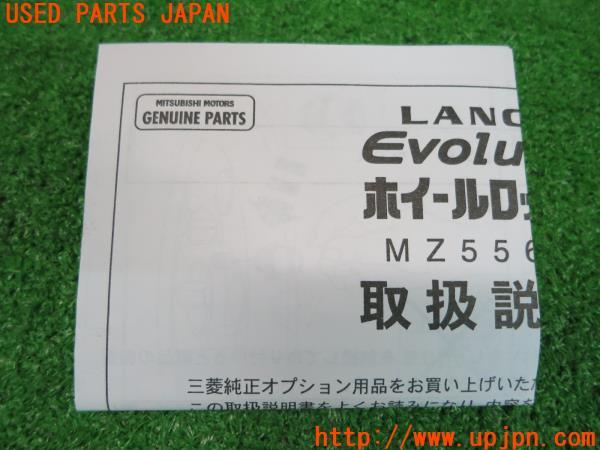 USED PARTS JAPAN
MITSUBISHI MOTORS
GENUINE PARTS
LANC
Evolu
ホイールロッ
MZ556
取扱説
三菱純正オプション用品をお買い上げいただ
この取扱説明書をよくお読みになり、内容を
http://www.upjpn.com/